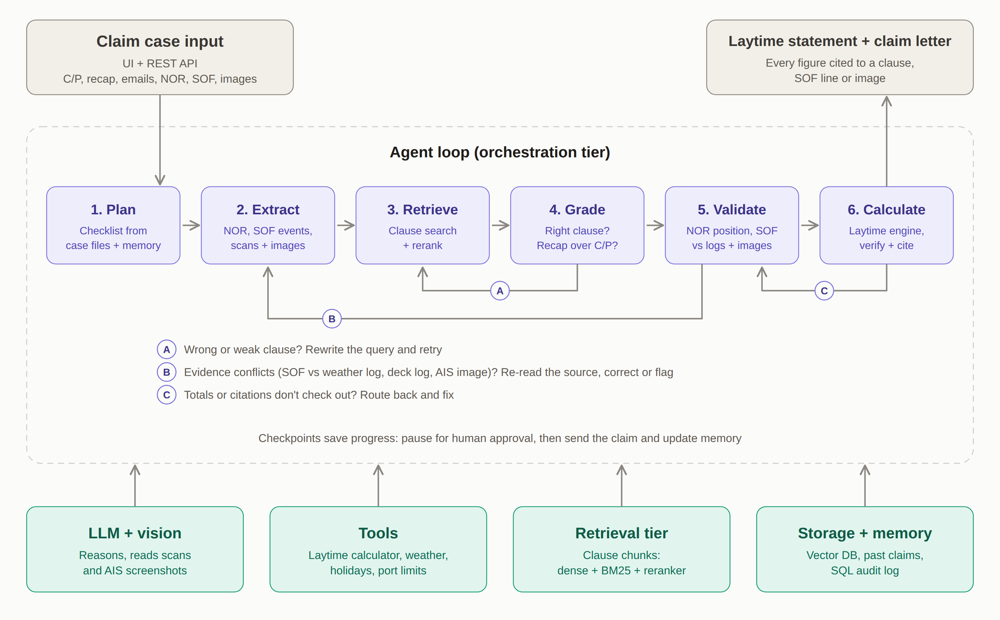 Claim case input
UI + REST API
C/P, recap, emails, NOR, SOF, images
Laytime statement + claim letter
Every figure cited to a clause,
SOF line or image
Agent loop (orchestration tier)
1. Plan
Checklist from
case files + memory
2. Extract
NOR, SOF events,
scans + images
3. Retrieve
Clause search
+ rerank
4. Grade
Right clause?
Recap over C/P?
5. Validate
NOR position, SOF
vs logs + images
6. Calculate
Laytime engine,
verify + cite
A
C
B
A Wrong or weak clause? Rewrite the query and retry
B Evidence conflicts (SOF vs weather log, deck log, AIS image)? Re-read the source, correct or flag
C Totals or citations don't check out? Route back and fix
Checkpoints save progress: pause for human approval, then send the claim and update memory
LLM + vision
Reasons, reads scans
and AIS screenshots
Tools
Laytime calculator, weather,
holidays, port limits
Retrieval tier
Clause chunks:
dense + BM25 + reranker
Storage + memory
Vector DB, past claims,
SQL audit log